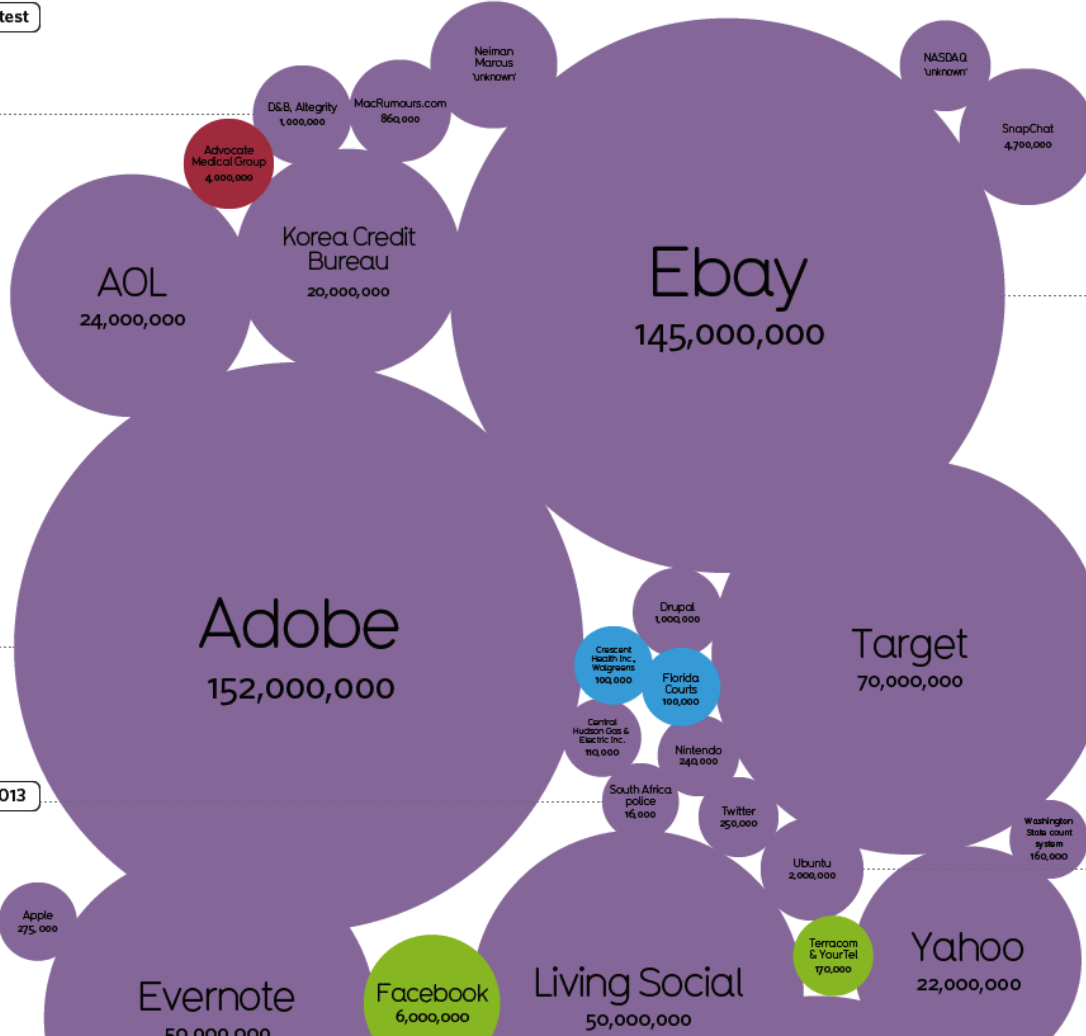 test
Neiman
Marcus
'unknown'
NASDAQ
'unknown'
D&B, Altegrity
1,000,000
MacRumours.com
860,000
SnapChat
4,700,000
Advocate
Medical Group
4,000,000
Korea Credit
Bureau
20,000,000
AOL
24,000,000
Ebay
145,000,000
Adobe
152,000,000
Drupal
1,000,000
Target
70,000,000
Crescent
Health Inc.,
Walgreens
100,000
Florida
Courts
100,000
Central
Hudson Gas &
Electric Inc.
110,000
Nintendo
240,000
013
South Africa
police
16,000
Twitter
250,000
Washington
State count
system
160,000
Ubuntu
2,000,000
Apple
275, 000
Terracom
& YourTel
170,000
Yahoo
22,000,000
Evernote
50,000,000
Facebook
6,000,000
Living Social
50,000,000